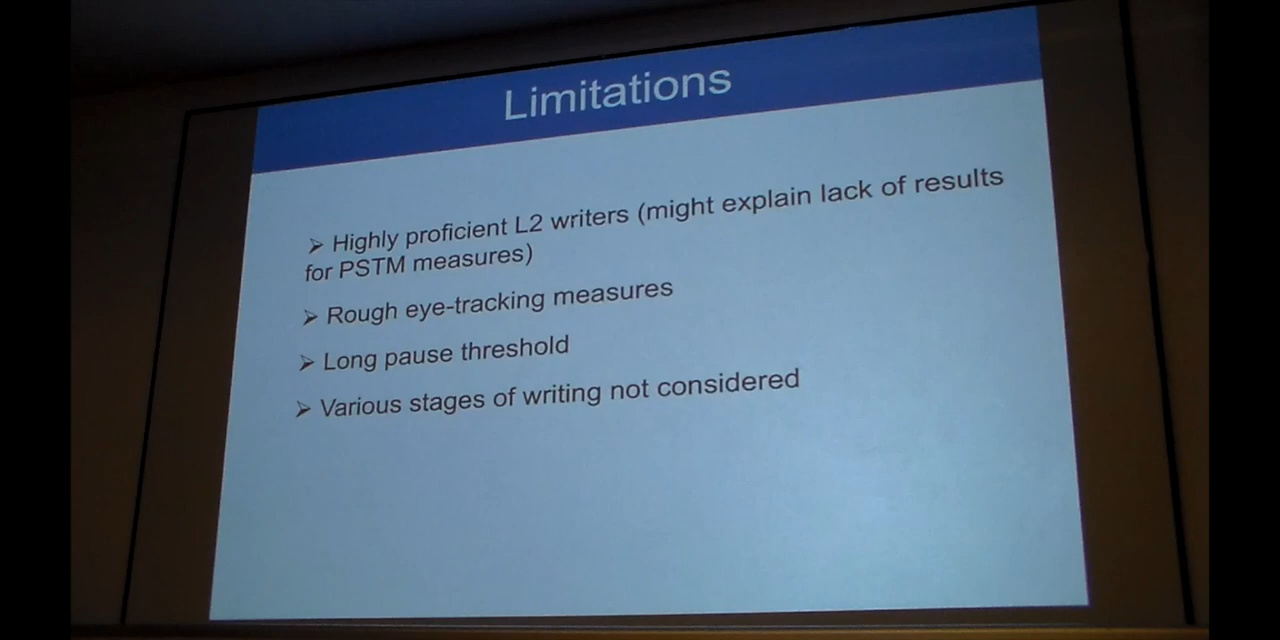 Limitations
➢ Highly proficient L2 writers (might explain lack of results
for PSTM measures)
➢ Rough eye-tracking measures
➢ Long pause threshold
➢ Various stages of writing not considered